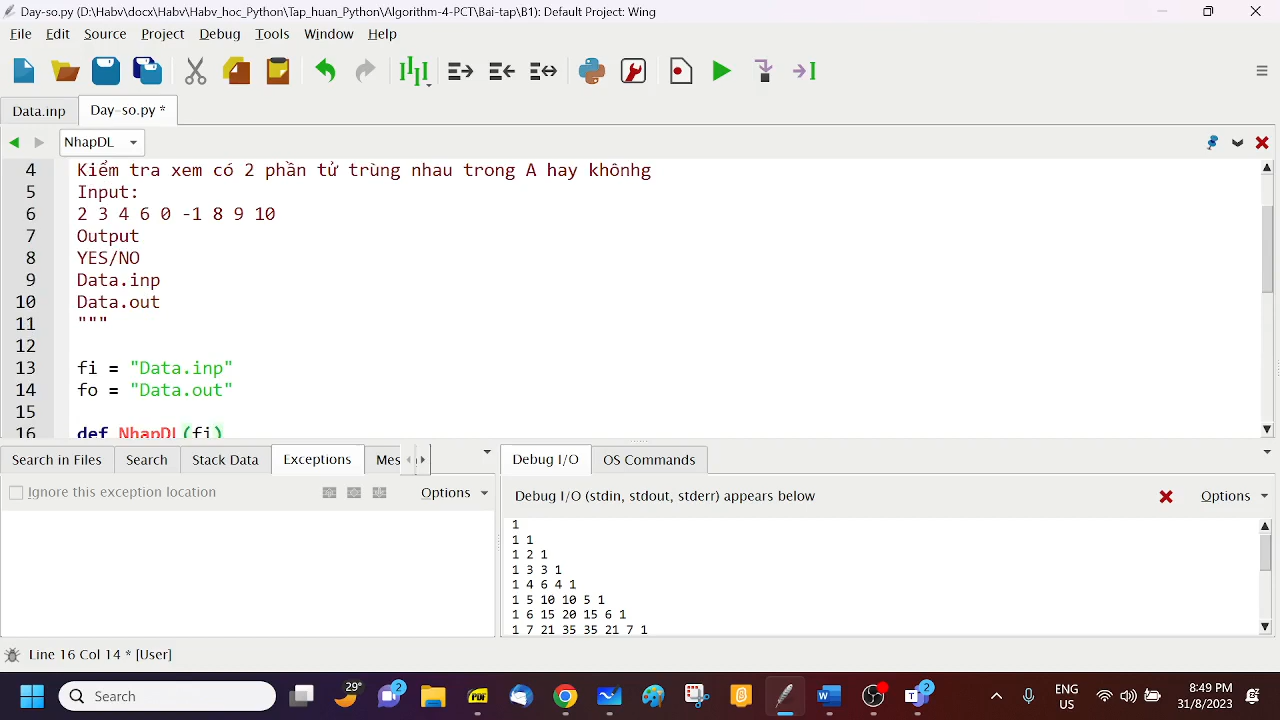 Day-so.py (D:\Habv\docx\Habv\Habv_hoc_Python\Tap_huan_Python\Algorithm-4-PCT\Bai-tap\B1): Default Project: Wing
File Edit Source Project Debug Tools Window Help
Data.inp Day-so.py *
NhapDL
4 Kiểm tra xem có 2 phần tử trùng nhau trong A hay khônhg
5 Input:
6 2 3 4 6 0 -1 8 9 10
7 Output
8 YES/NO
9 Data.inp
10 Data.out
11 """
12
13 fi = "Data.inp"
14 fo = "Data.out"
15
16 def NhapDL(fi)
Search in Files Search Stack Data Exceptions Mes
Debug I/O OS Commands
Ignore this exception location Options
Debug I/O (stdin, stdout, stderr) appears below Options
1
1 1
1 2 1
1 3 3 1
1 4 6 4 1
1 5 10 10 5 1
1 6 15 20 15 6 1
1 7 21 35 35 21 7 1
Line 16 Col 14 * [User]
Search
29°
2
PDF
2
ENG
US
8:49 PM
31/8/2023